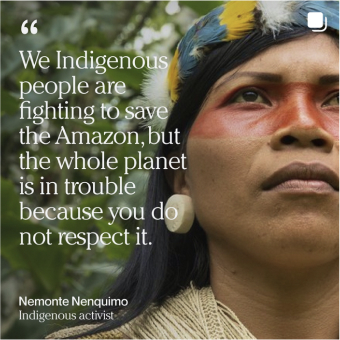 “
We Indigenous
people are
fighting to save
the Amazon, but
the whole planet
is in trouble
because you do
not respect it.
Nemonte Nenquimo
Indigenous activist